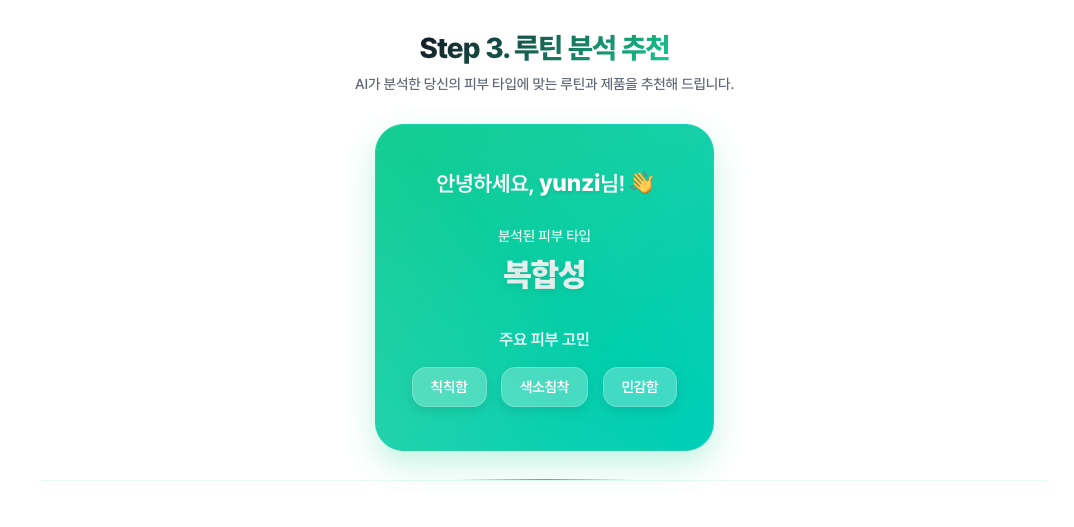 Step 3. 루틴 분석 추천
AI가 분석한 당신의 피부 타입에 맞는 루틴과 제품을 추천해 드립니다.
안녕하세요, yunzi님! 👋
분석된 피부 타입
복합성
주요 피부 고민
칙칙함
색소침착
민감함